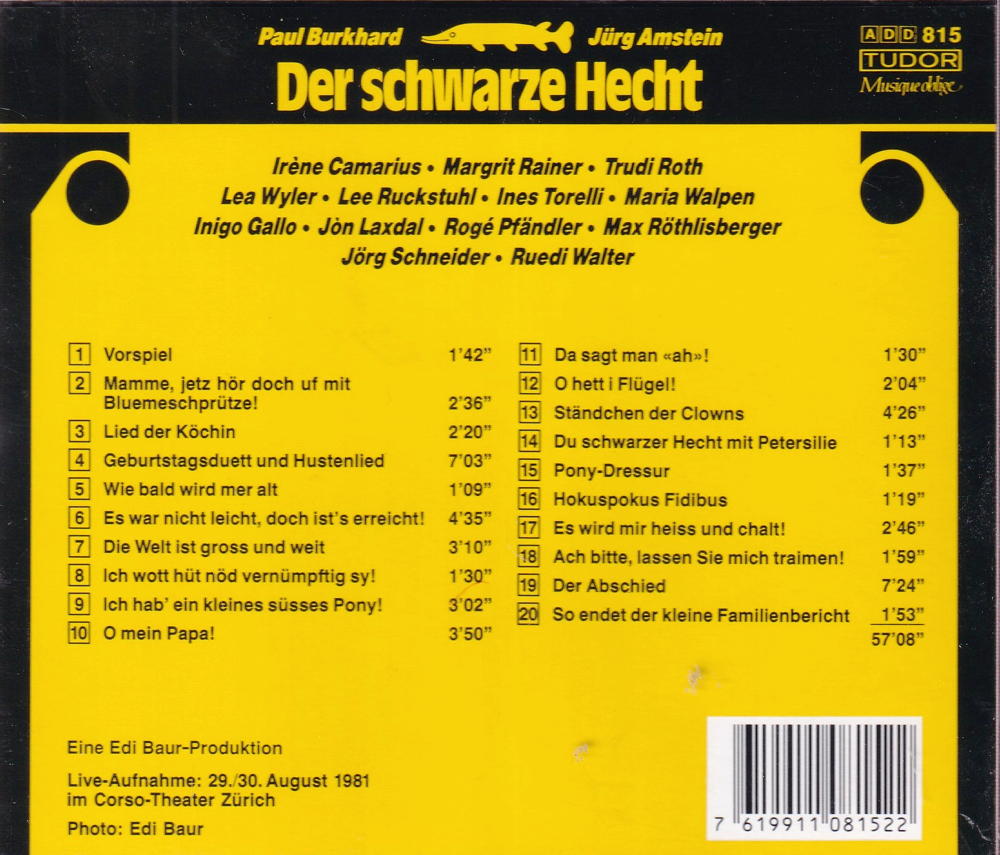 Paul Burkhard Jürg Amstein
Der schwarze Hecht
ADD 815
TUDOR
Musique oblige
Irène Camarius • Margrit Rainer • Trudi Roth
Lea Wyler • Lee Ruckstuhl • Ines Torelli • Maria Walpen
Inigo Gallo • Jòn Laxdal • Rogé Pfändler • Max Röthlisberger
Jörg Schneider • Ruedi Walter
1 Vorspiel 1'42”
2 Mamme, jetz hör doch uf mit
Bluemeschprütze! 2'36”
3 Lied der Köchin 2'20”
4 Geburtstagsduett und Hustenlied 7'03”
5 Wie bald wird mer alt 1'09”
6 Es war nicht leicht, doch ist's erreicht! 4'35”
7 Die Welt ist gross und weit 3'10”
8 Ich wott hüt nöd vernümpftig sy! 1'30”
9 Ich hab' ein kleines süsses Pony! 3'02”
10 O mein Papa! 3'50”
11 Da sagt man «ah»! 1'30”
12 O hett i Flügel! 2'04”
13 Ständchen der Clowns 4'26”
14 Du schwarzer Hecht mit Petersilie 1'13”
15 Pony-Dressur 1'37”
16 Hokuspokus Fidibus 1'19”
17 Es wird mir heiss und chalt! 2'46”
18 Ach bitte, lassen Sie mich traimen! 1'59”
19 Der Abschied 7'24”
20 So endet der kleine Familienbericht 1'53”
57'08”
Eine Edi Baur-Produktion
Live-Aufnahme: 29./30. August 1981
im Corso-Theater Zürich
Photo: Edi Baur
7 619911 081522